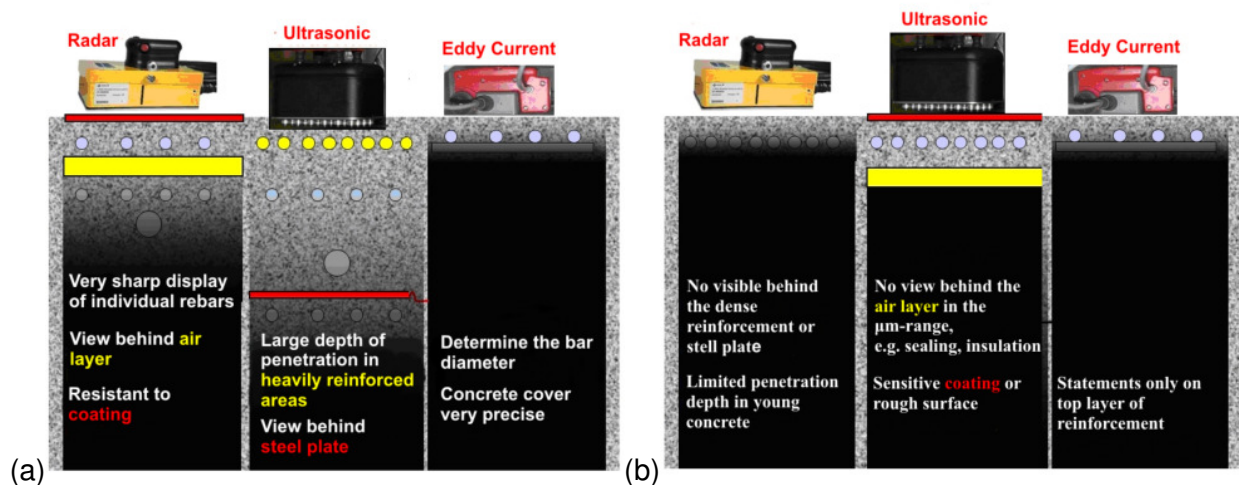 Radar
Ultrasonic
Eddy Current
Very sharp display
of individual rebars
View behind air
layer
Resistant to
coating
Large depth of
penetration in
heavily reinforced
areas
View behind
steel plate
Determine the bar
diameter
Concrete cover
very precise
(a)
Radar
Ultrasonic
Eddy Current
No visible behind
the dense
reinforcement or
stell plate
Limited penetration
depth in young
concrete
No view behind the
air layer in the
µm-range,
e.g. sealing, insulation
Sensitive coating or
rough surface
Statements only on
top layer of
reinforcement
(b)